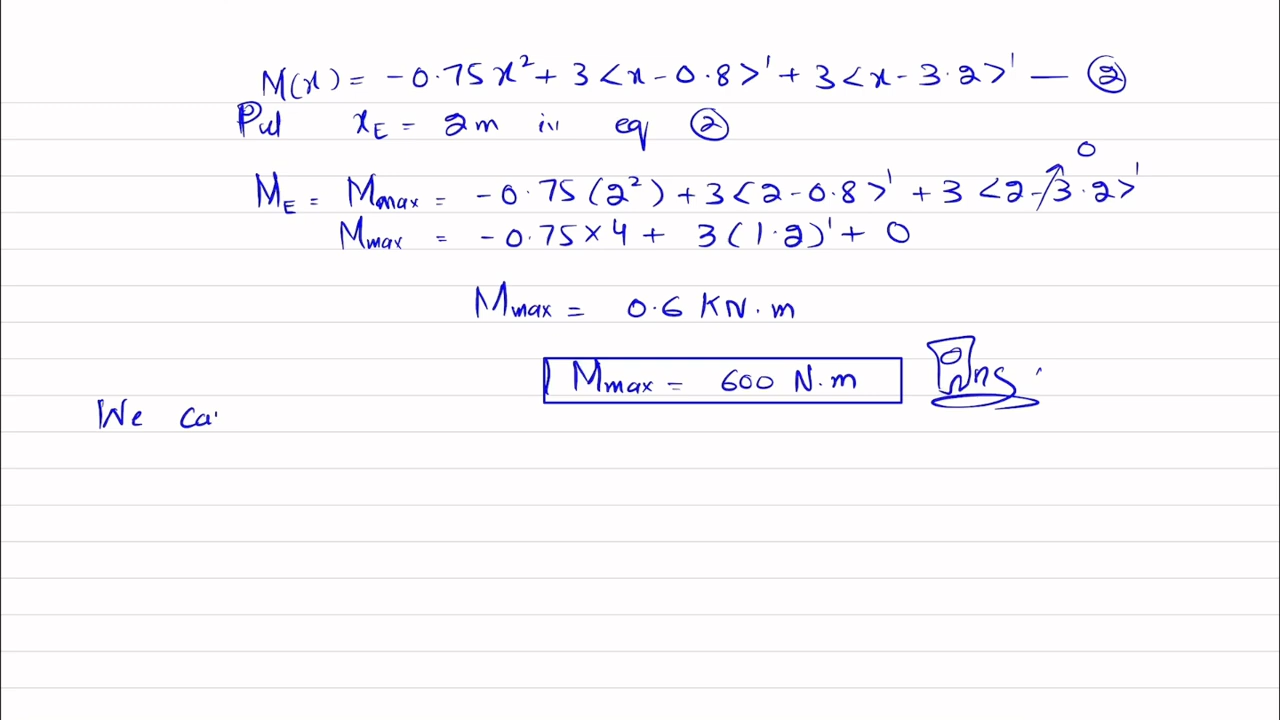 M(x) = -0.75x² + 3<x-0.8>¹ + 3<x-3.2>¹ — ②
Put x_E = 2m in eq ②
0
M_E = M_max = -0.75(2²) + 3<2-0.8>¹ + 3<2-3.2>¹
M_max = -0.75×4 + 3(1.2)¹ + 0
M_max = 0.6 KN.m
M_max = 600 N.m Ans.
We ca